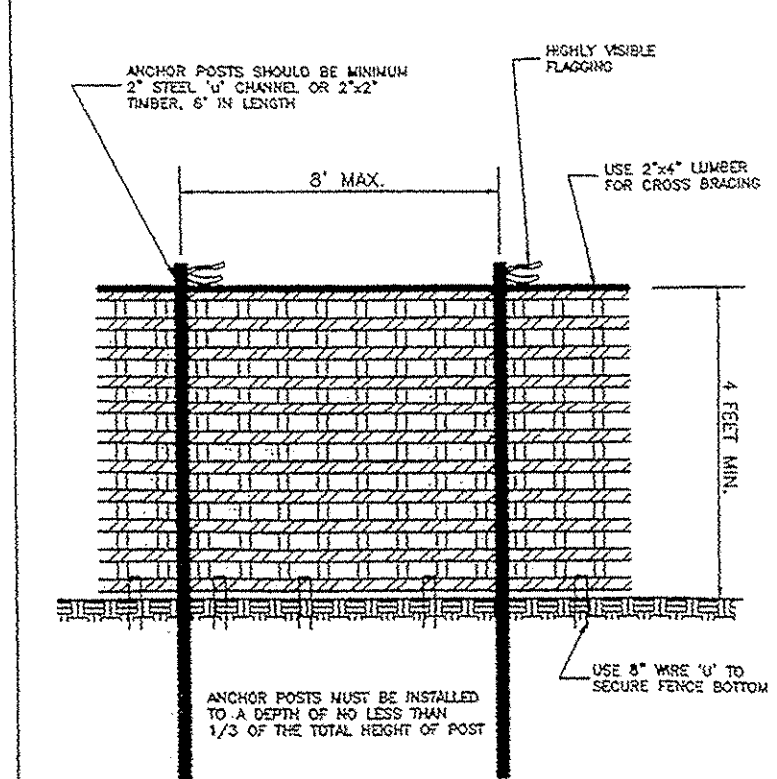 ANCHOR POSTS SHOULD BE MINIMUM
2" STEEL 'U' CHANNEL OR 2"x2"
TIMBER, 6' IN LENGTH
HIGHLY VISIBLE
FLAGGING
8' MAX.
USE 2"x4" LUMBER
FOR CROSS BRACING
4 FEET MIN.
USE 8" WIRE 'U' TO
SECURE FENCE BOTTOM
ANCHOR POSTS MUST BE INSTALLED
TO A DEPTH OF NO LESS THAN
1/3 OF THE TOTAL HEIGHT OF POST